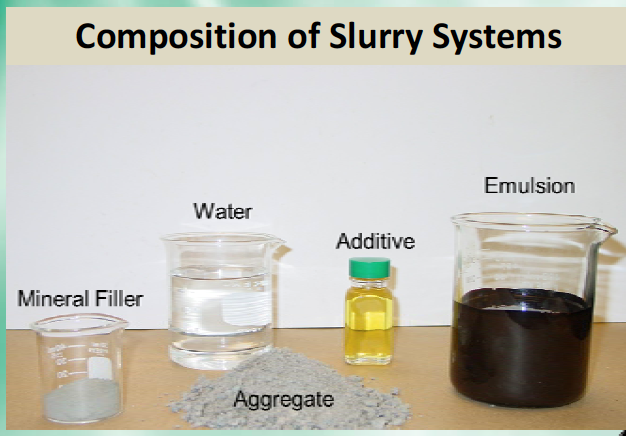 Composition of Slurry Systems
Emulsion
Water
Additive
Mineral Filler
Aggregate